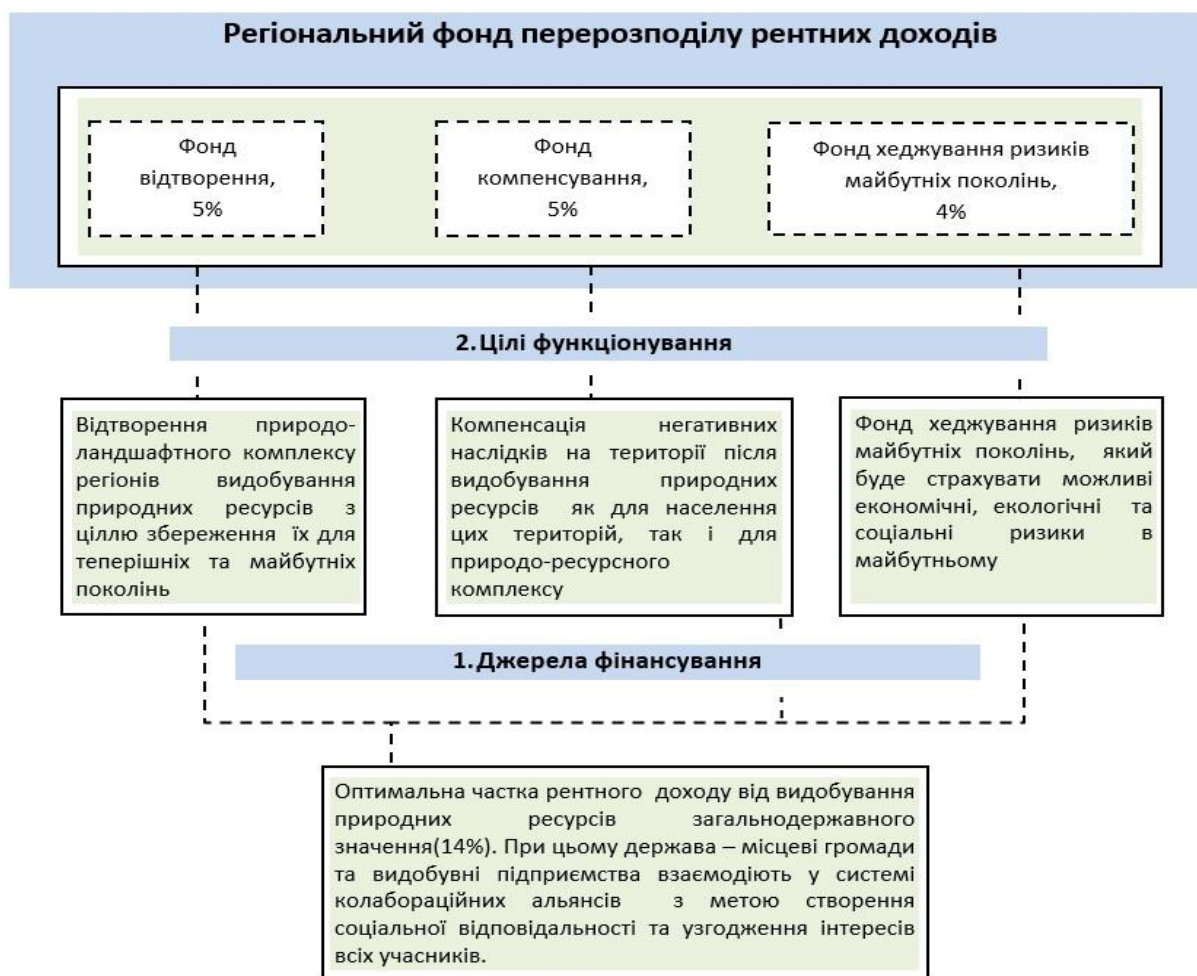 Регіональний фонд перерозподілу рентних доходів
Фонд
відтворення,
5%
Фонд
компенсування,
5%
Фонд хеджування ризиків
майбутніх поколінь,
4%
2.Цілі функціонування
Відтворення природо-
ландшафтного комплексу
регіонів видобування
природних ресурсів з
ціллю збереження їх для
теперішніх та майбутніх
поколінь
Компенсація негативних
наслідків на території після
видобування природних
ресурсів як для населення
цих територій, так і для
природо-ресурсного
комплексу
Фонд хеджування ризиків
майбутніх поколінь, який
буде страхувати можливі
економічні, екологічні та
соціальні ризики в
майбутньому
1.Джерела фінансування
Оптимальна частка рентного доходу від видобування
природних ресурсів загальнодержавного
значення(14%). При цьому держава – місцеві громади
та видобувні підприємства взаємодіють у системі
колабораційних альянсів з метою створення
соціальної відповідальності та узгодження інтересів
всіх учасників.